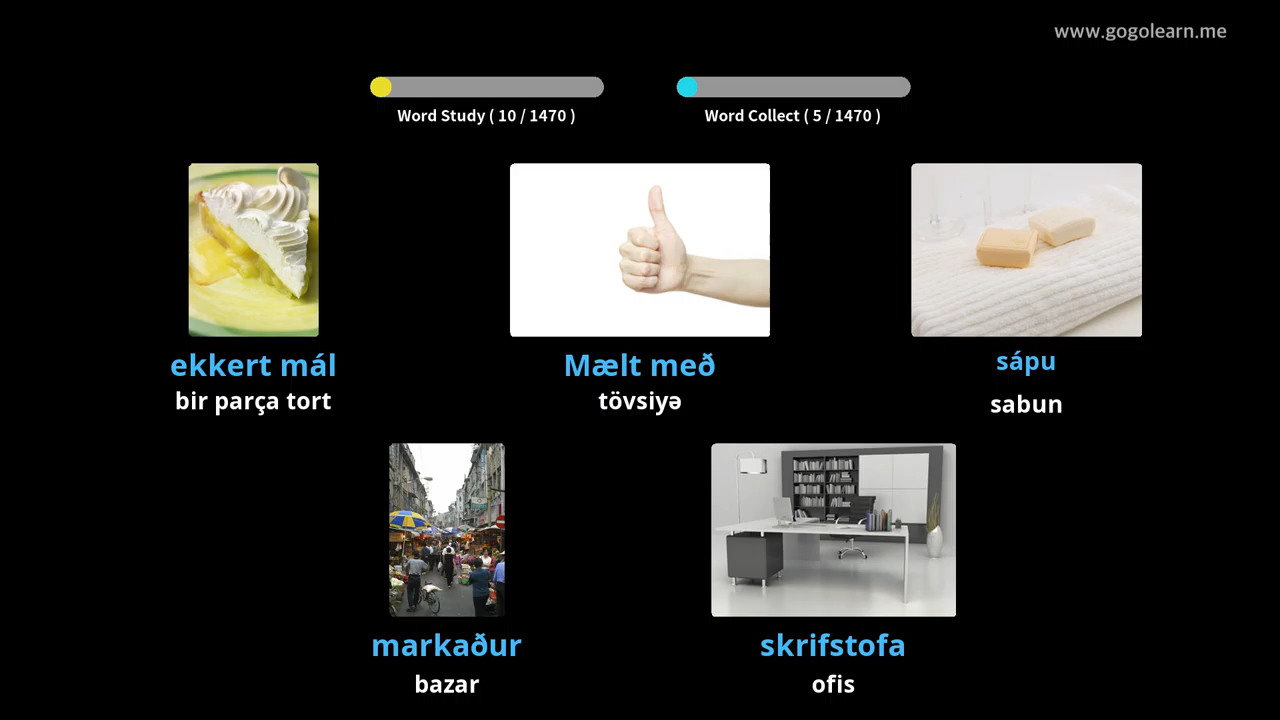 www.gogolearn.me
Word Study ( 10 / 1470 )
Word Collect ( 5 / 1470 )
ekkert mál
bir parça tort
Mælt með
tövsiyə
sápu
sabun
markaður
bazar
skrifstofa
ofis